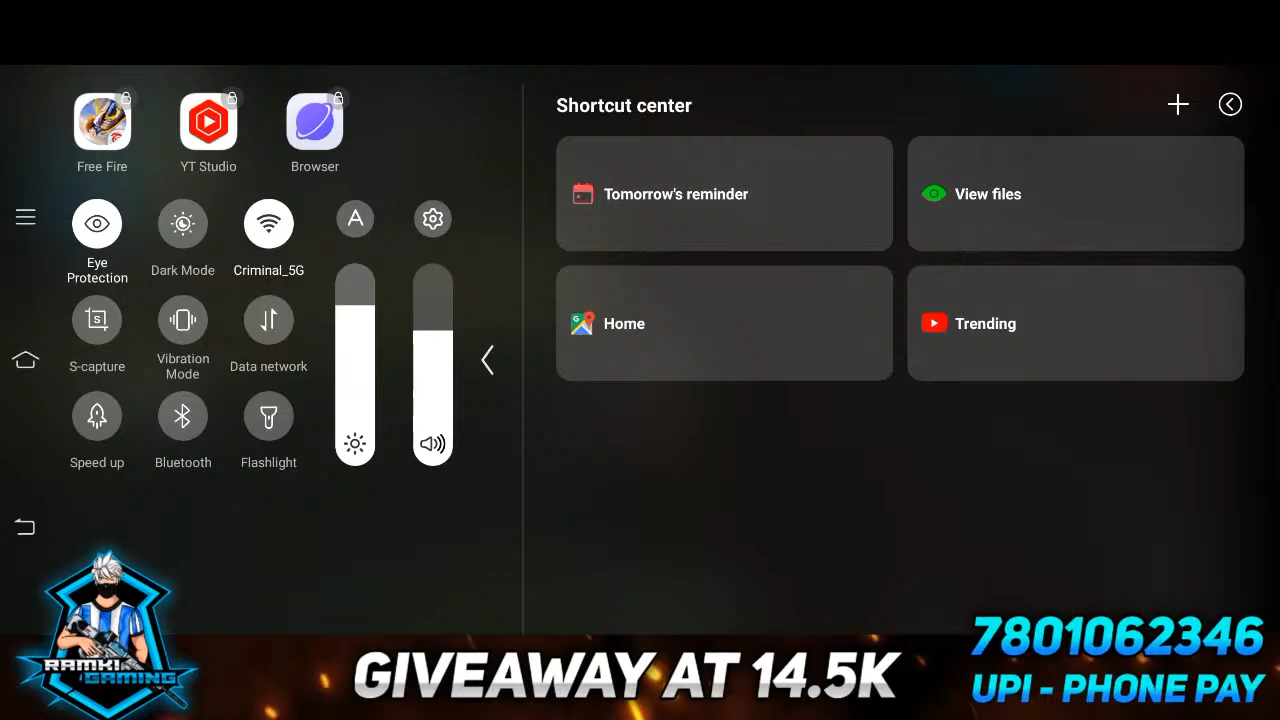 Free Fire
YT Studio
Browser
Eye
Protection
Dark Mode
Criminal_5G
A
S
S-capture
Vibration
Mode
Data network
Speed up
Bluetooth
Flashlight
Shortcut center
Tomorrow's reminder
View files
G
Home
Trending
RAMKI
GAMING
GIVEAWAY AT 14.5K
7801062346
UPI - PHONE PAY